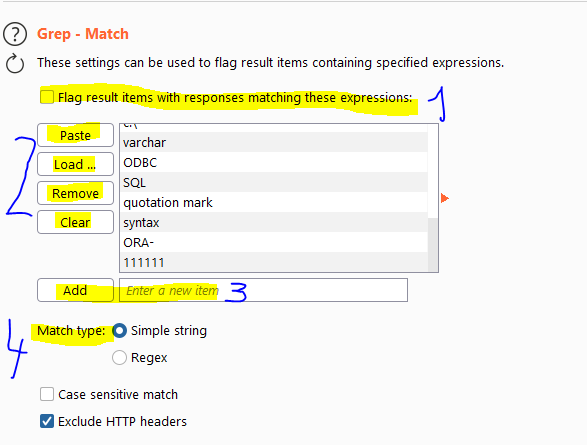 Grep - Match
These settings can be used to flag result items containing specified expressions.
Flag result items with responses matching these expressions: 1
c:\
Paste
varchar
Load ...
ODBC
2
Remove
SQL
quotation mark
Clear
syntax
ORA-
111111
Add
Enter a new item 3
Match type: Simple string
4
Regex
Case sensitive match
Exclude HTTP headers